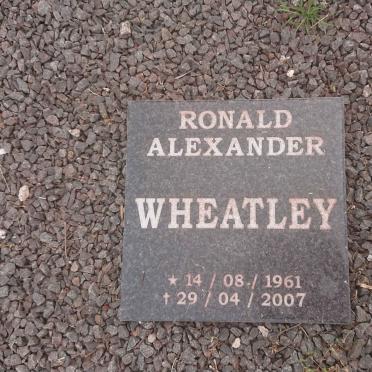 RONALD
ALEXANDER
WHEATLEY
★ 14 / 08 / 1961
† 29 / 04 / 2007